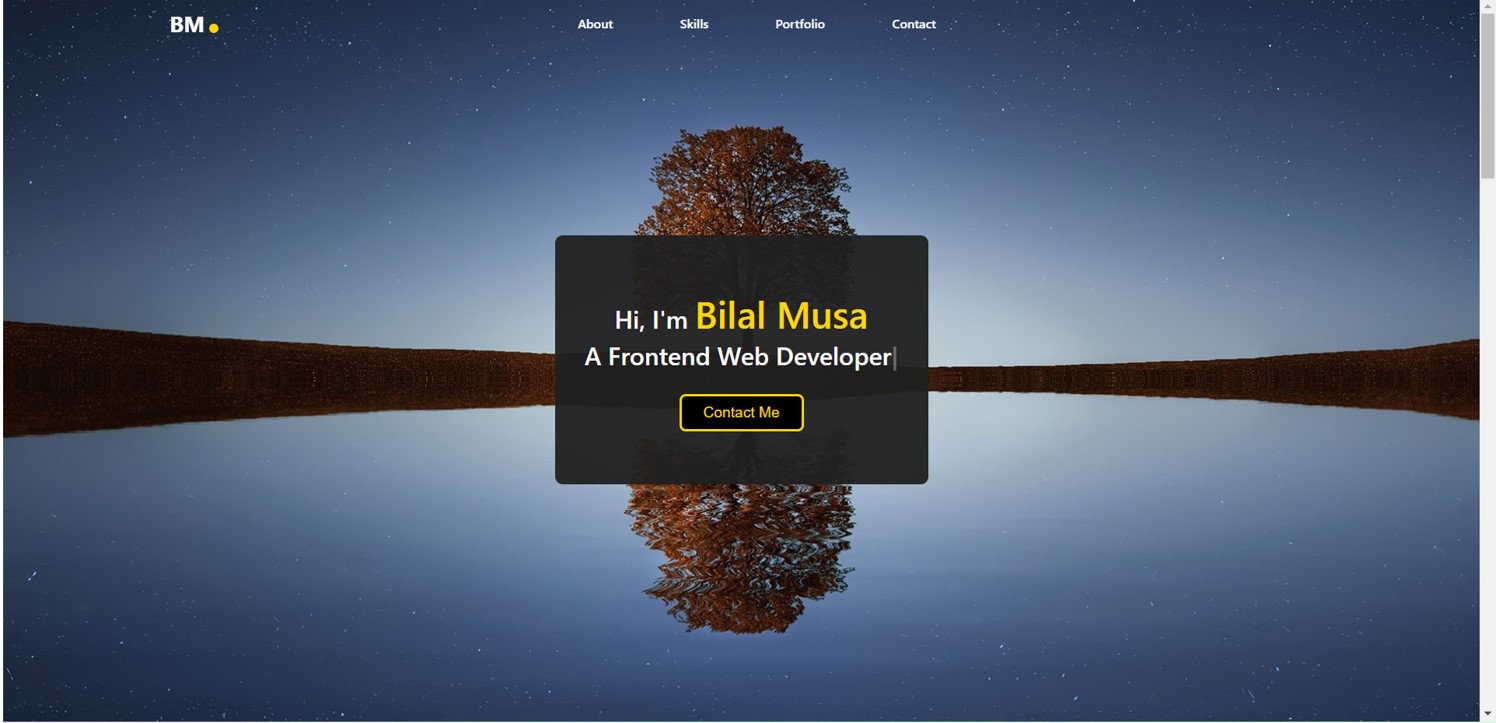 BM
About Skills Portfolio Contact
Hi, I'm Bilal Musa
A Frontend Web Developer
Contact Me